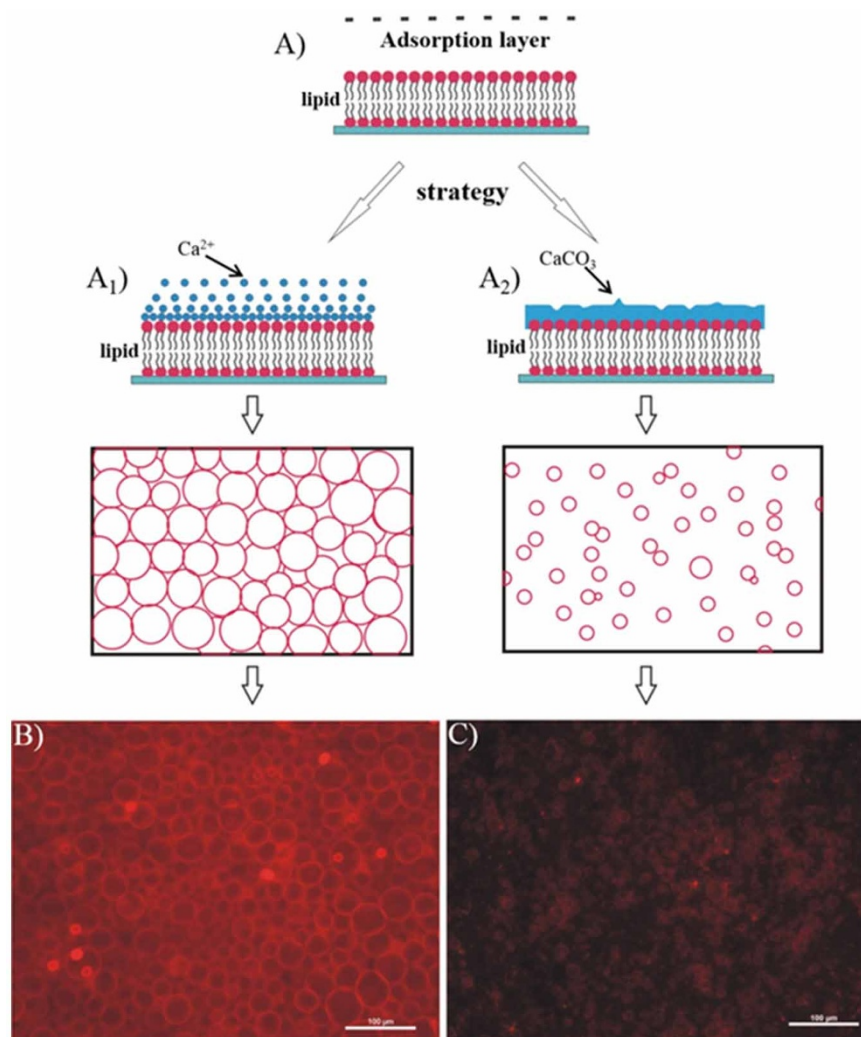 A)
Adsorption layer
lipid
strategy
Ca²⁺
A₁)
lipid
CaCO₃
A₂)
lipid
B)
100 μm
C)
100 μm